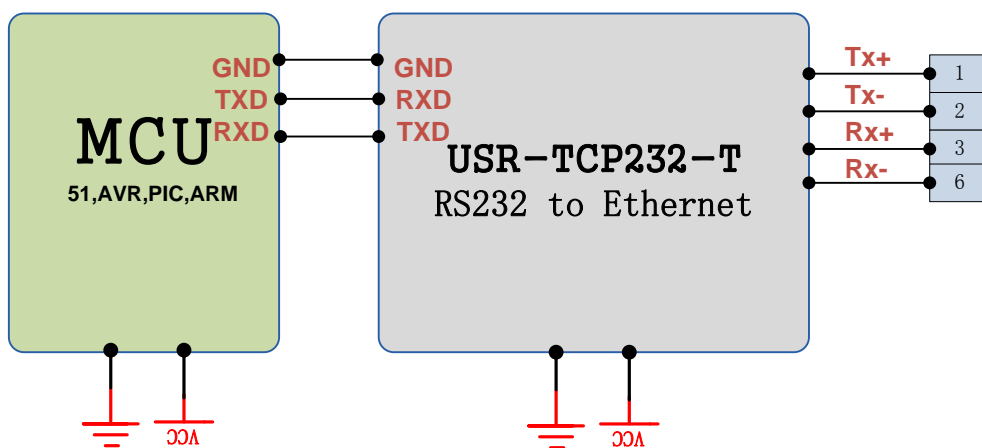 GND
TXD
RXD
MCU
51,AVR,PIC,ARM
GND
RXD
TXD
USR-TCP232-T
RS232 to Ethernet
Tx+ 1
Tx- 2
Rx+ 3
Rx- 6
VCC
VCC